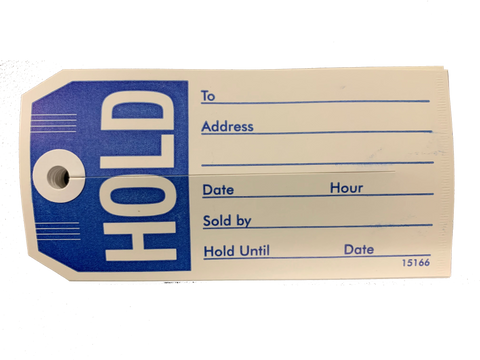 HOLD
To
Address
Date Hour
Sold by
Hold Until Date
15166